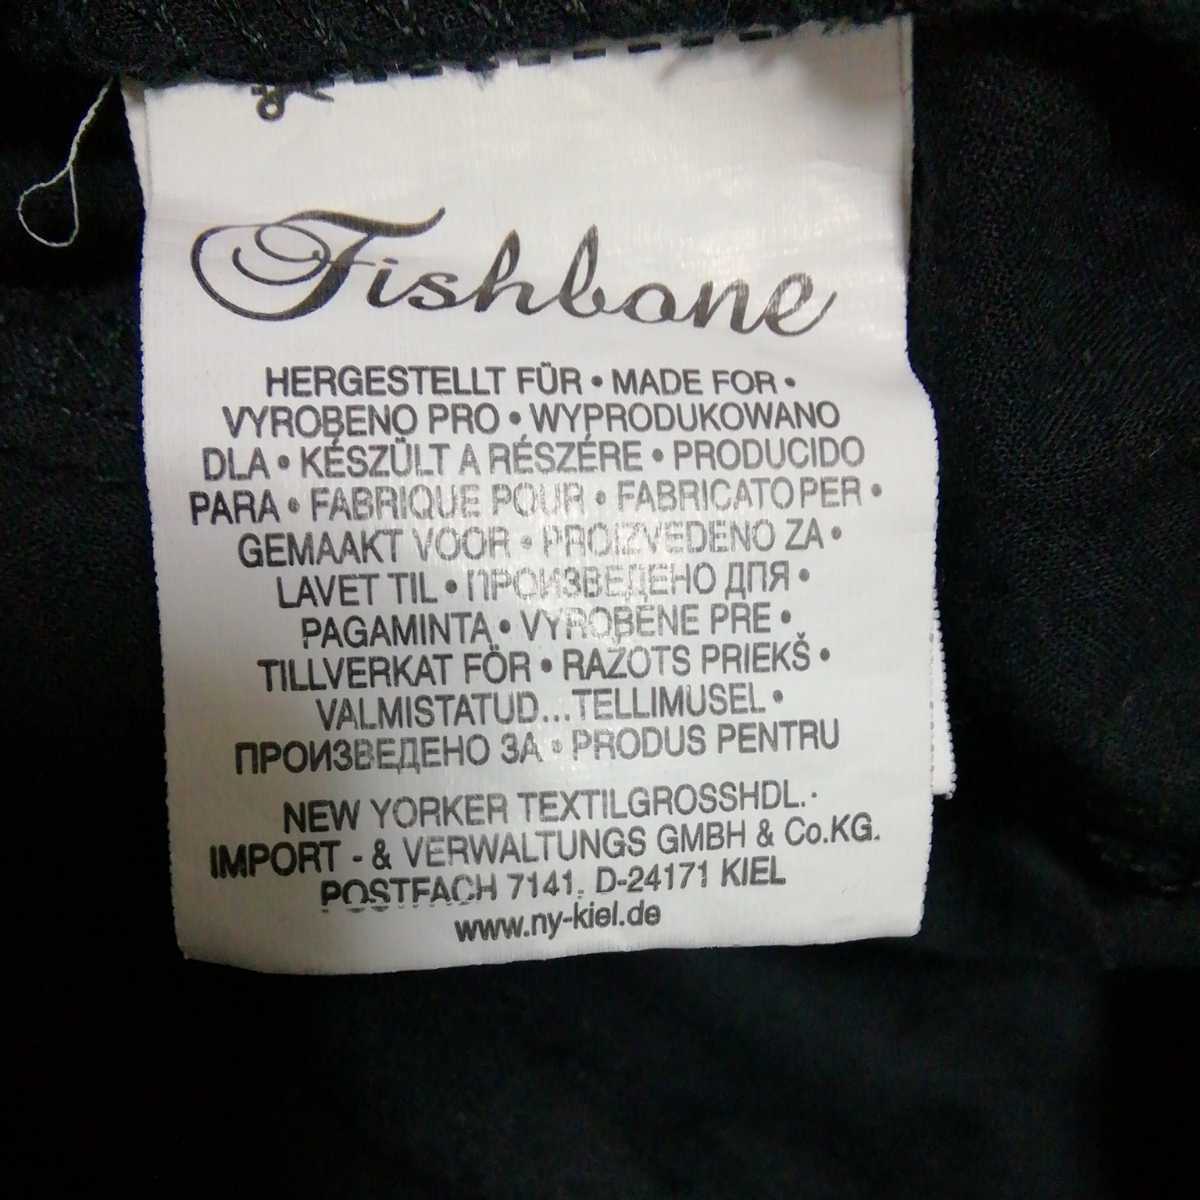 Fishbone
HERGESTELLT FÜR • MADE FOR •
VYROBENO PRO • WYPRODUKOWANO
DLA • KÉSZÜLT A RÉSZÉRE • PRODUCIDO
PARA • FABRIQUE POUR • FABRICATO PER •
GEMAAKT VOOR • PROIZVEDENO ZA •
LAVET TIL • ПРОИЗВЕДЕНО ДПЯ •
PAGAMINTA • VYROBENE PRE •
TILLVERKAT FÖR • RAŽOTS PRIEKŠ •
VALMISTATUD...TELLIMUSEL •
ПРОИЗВЕДЕНО ЗА • PRODUS PENTRU
NEW YORKER TEXTILGROSSHDL.·
IMPORT - & VERWALTUNGS GMBH & Co.KG.
POSTFACH 7141, D-24171 KIEL
www.ny-kiel.de